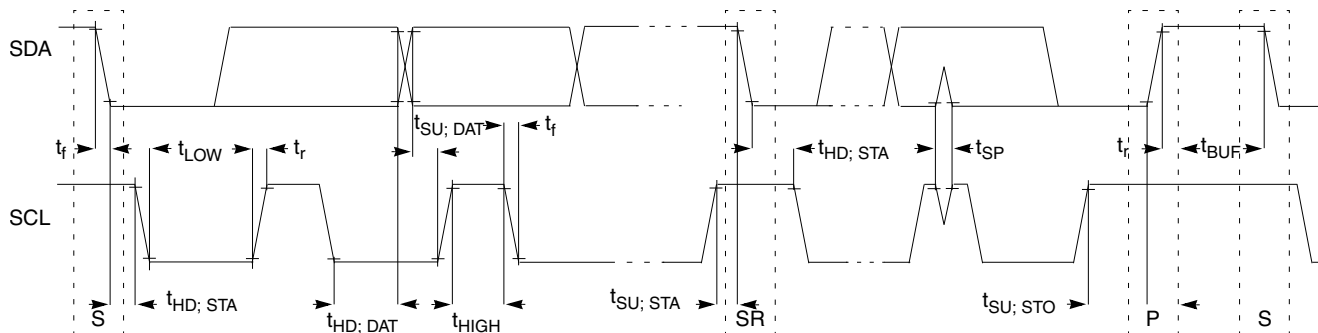 SDA
t_SU; DAT
t_f
t_f
t_LOW
t_r
t_HD; STA
t_SP
t_r
t_BUF
SCL
S
t_HD; STA
t_HD; DAT
t_HIGH
t_SU; STA
SR
t_SU; STO
P
S